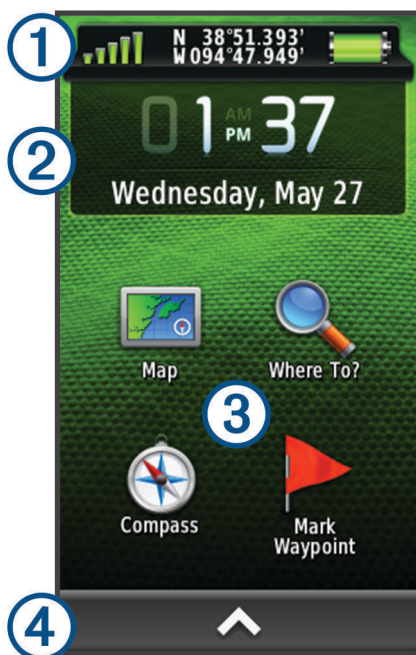 1
N 38°51.393'
W094°47.949'
2
01 AM PM 37
Wednesday, May 27
Map
Where To?
3
Compass
Mark Waypoint
4